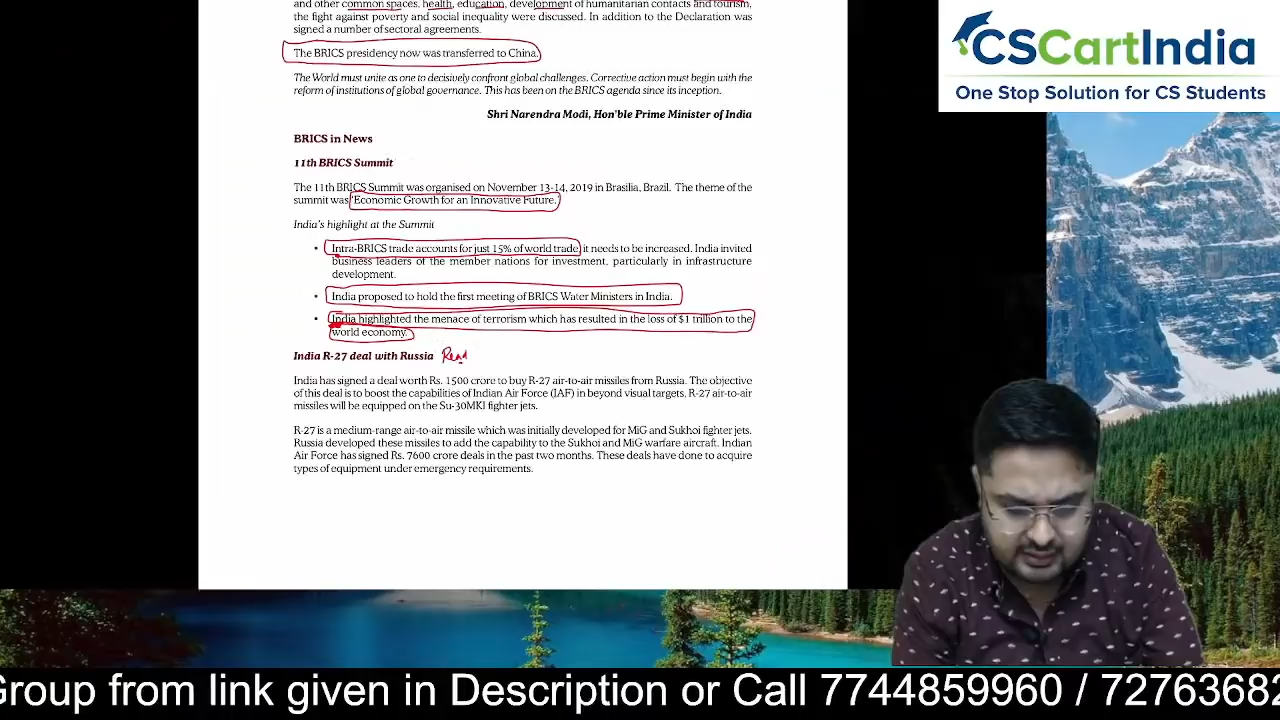 and other common spaces, health, education, development of humanitarian contacts and tourism,
the fight against poverty and social inequality were discussed. In addition to the Declaration was
signed a number of sectoral agreements.
The BRICS presidency now was transferred to China.
The World must unite as one to decisively confront global challenges. Corrective action must begin with the
reform of institutions of global governance. This has been on the BRICS agenda since its inception.
Shri Narendra Modi, Hon'ble Prime Minister of India
BRICS in News
11th BRICS Summit
The 11th BRICS Summit was organised on November 13-14, 2019 in Brasilia, Brazil. The theme of the
summit was 'Economic Growth for an Innovative Future.'
India's highlight at the Summit
• Intra-BRICS trade accounts for just 15% of world trade, it needs to be increased. India invited
business leaders of the member nations for investment, particularly in infrastructure
development.
• India proposed to hold the first meeting of BRICS Water Ministers in India.
• India highlighted the menace of terrorism which has resulted in the loss of $1 trillion to the
world economy.
India R-27 deal with Russia Read
India has signed a deal worth Rs. 1500 crore to buy R-27 air-to-air missiles from Russia. The objective
of this deal is to boost the capabilities of Indian Air Force (IAF) in beyond visual targets. R-27 air-to-air
missiles will be equipped on the Su-30MKI fighter jets.
R-27 is a medium-range air-to-air missile which was initially developed for MiG and Sukhoi fighter jets.
Russia developed these missiles to add the capability to the Sukhoi and MiG warfare aircraft. Indian
Air Force has signed Rs. 7600 crore deals in the past two months. These deals have done to acquire
types of equipment under emergency requirements.
CSCartIndia
One Stop Solution for CS Students
Group from link given in Description or Call 7744859960 / 72763682